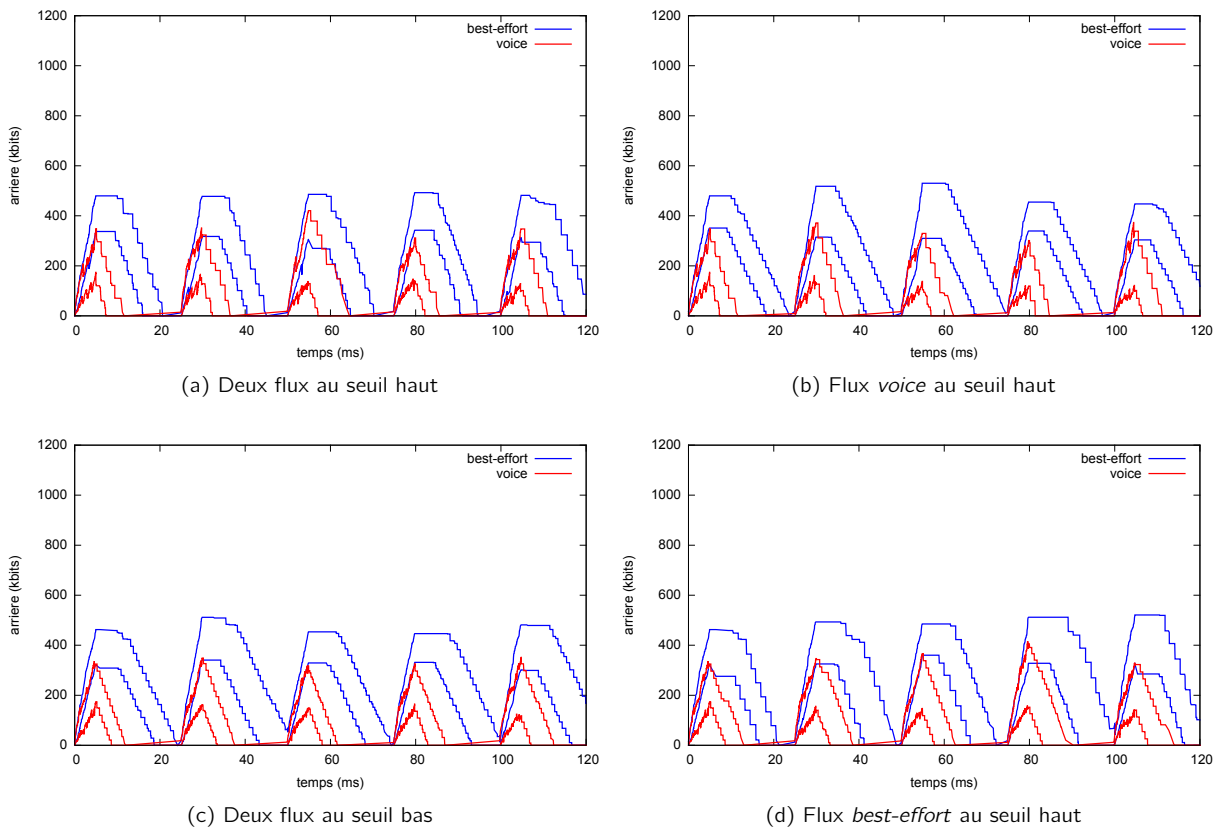 1200
1000
800
600
400
200
0
arriere (kbits)
best-effort
voice
0 20 40 60 80 100 120
temps (ms)
(a) Deux flux au seuil haut
1200
1000
800
600
400
200
0
arriere (kbits)
best-effort
voice
0 20 40 60 80 100 120
temps (ms)
(b) Flux voice au seuil haut
1200
1000
800
600
400
200
0
arriere (kbits)
best-effort
voice
0 20 40 60 80 100 120
temps (ms)
(c) Deux flux au seuil bas
1200
1000
800
600
400
200
0
arriere (kbits)
best-effort
voice
0 20 40 60 80 100 120
temps (ms)
(d) Flux best-effort au seuil haut